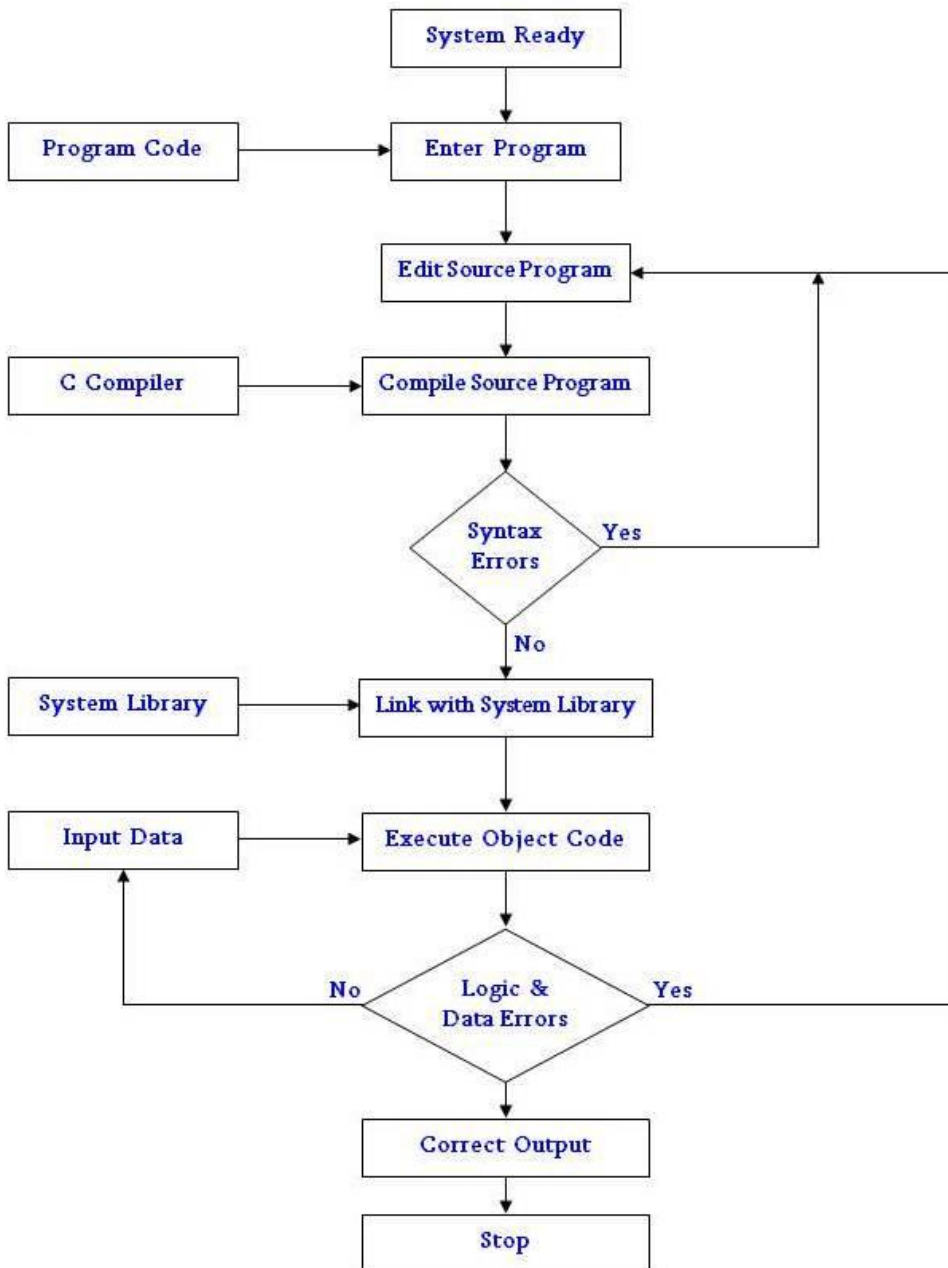 System Ready
Program Code
Enter Program
Edit Source Program
C Compiler
Compile Source Program
Syntax
Errors
Yes
No
System Library
Link with System Library
Input Data
Execute Object Code
No
Logic &
Data Errors
Yes
Correct Output
Stop